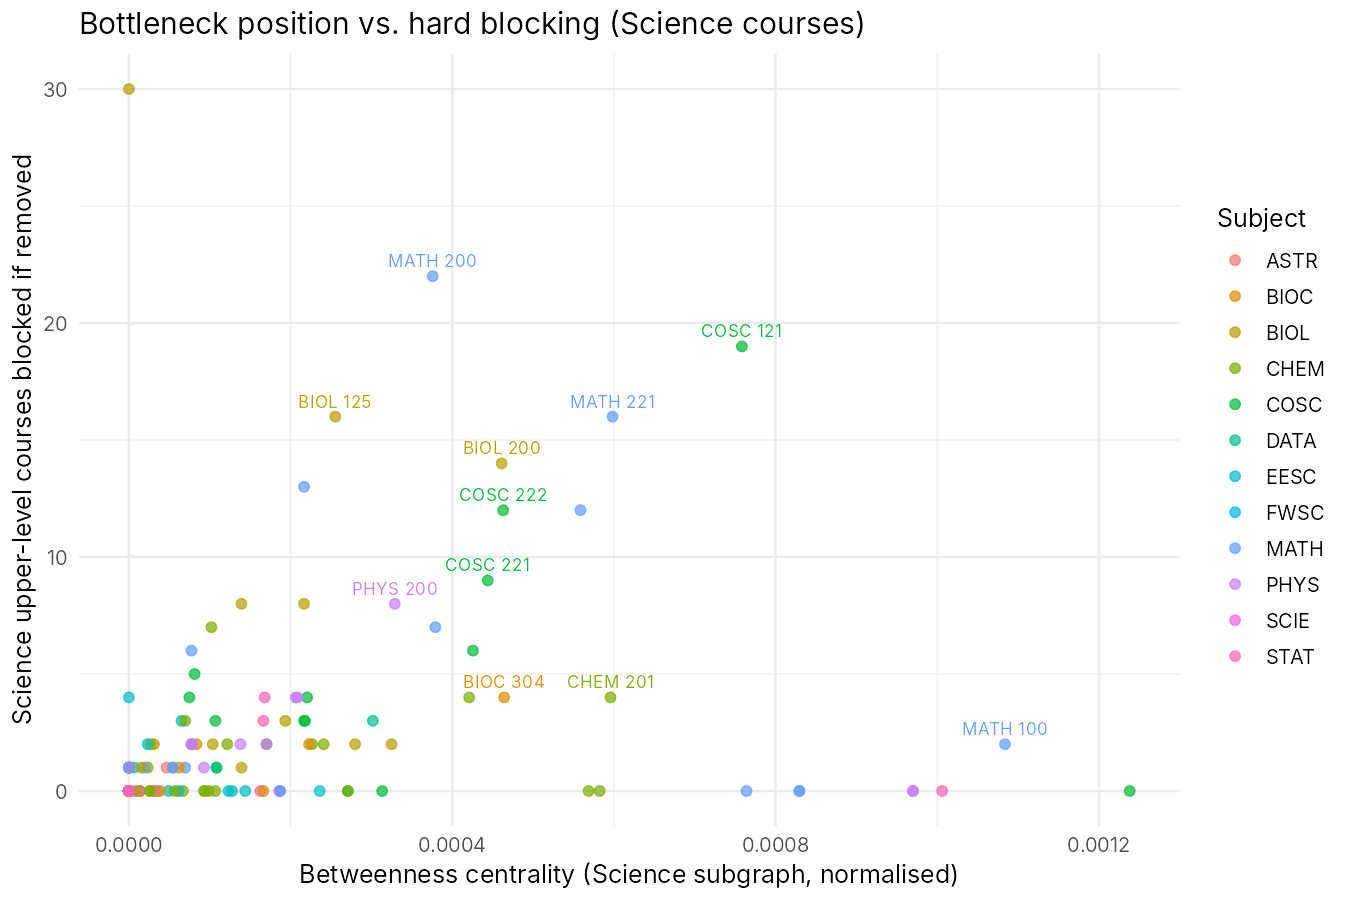 Bottleneck position vs. hard blocking (Science courses)
Science upper-level courses blocked if removed
30
20
10
0
MATH 200
COSC 121
BIOL 125
MATH 221
BIOL 200
COSC 222
COSC 221
PHYS 200
BIOC 304
CHEM 201
MATH 100
0.0000
0.0004
0.0008
0.0012
Betweenness centrality (Science subgraph, normalised)
Subject
ASTR
BIOC
BIOL
CHEM
COSC
DATA
EESC
FWSC
MATH
PHYS
SCIE
STAT